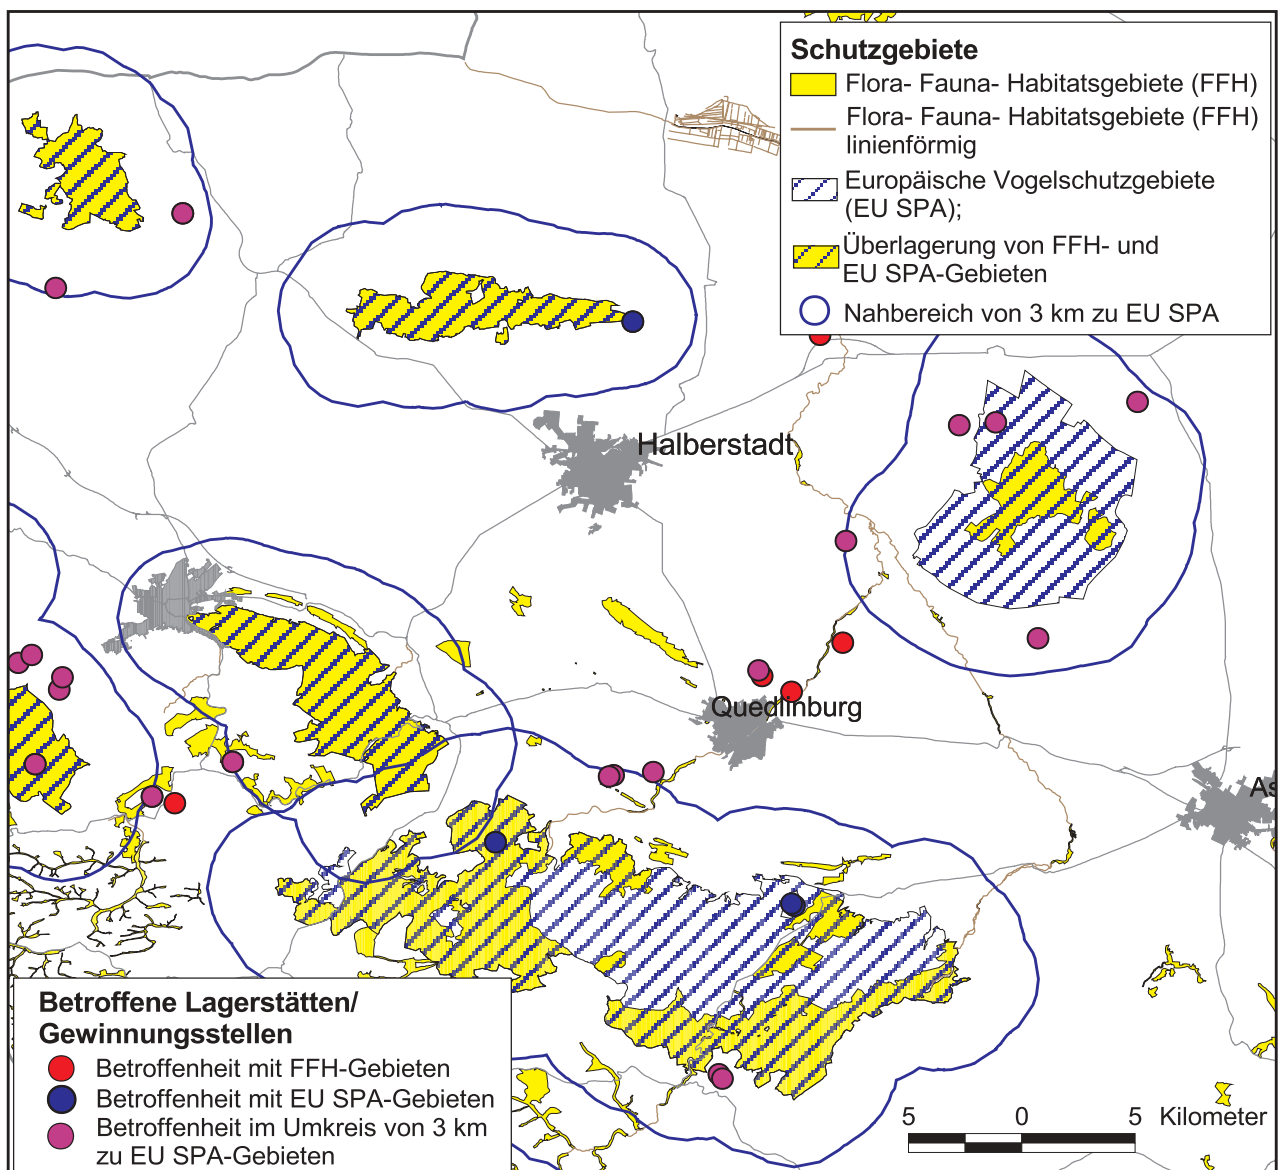 Schutzgebiete
Flora- Fauna- Habitatsgebiete (FFH)
Flora- Fauna- Habitatsgebiete (FFH)
linienförmig
Europäische Vogelschutzgebiete
(EU SPA);
Überlagerung von FFH- und
EU SPA-Gebieten
Nahbereich von 3 km zu EU SPA
Halberstadt
Quedlinburg
As
Betroffene Lagerstätten/
Gewinnungsstellen
Betroffenheit mit FFH-Gebieten
Betroffenheit mit EU SPA-Gebieten
Betroffenheit im Umkreis von 3 km
zu EU SPA-Gebieten
5 0 5 Kilometer